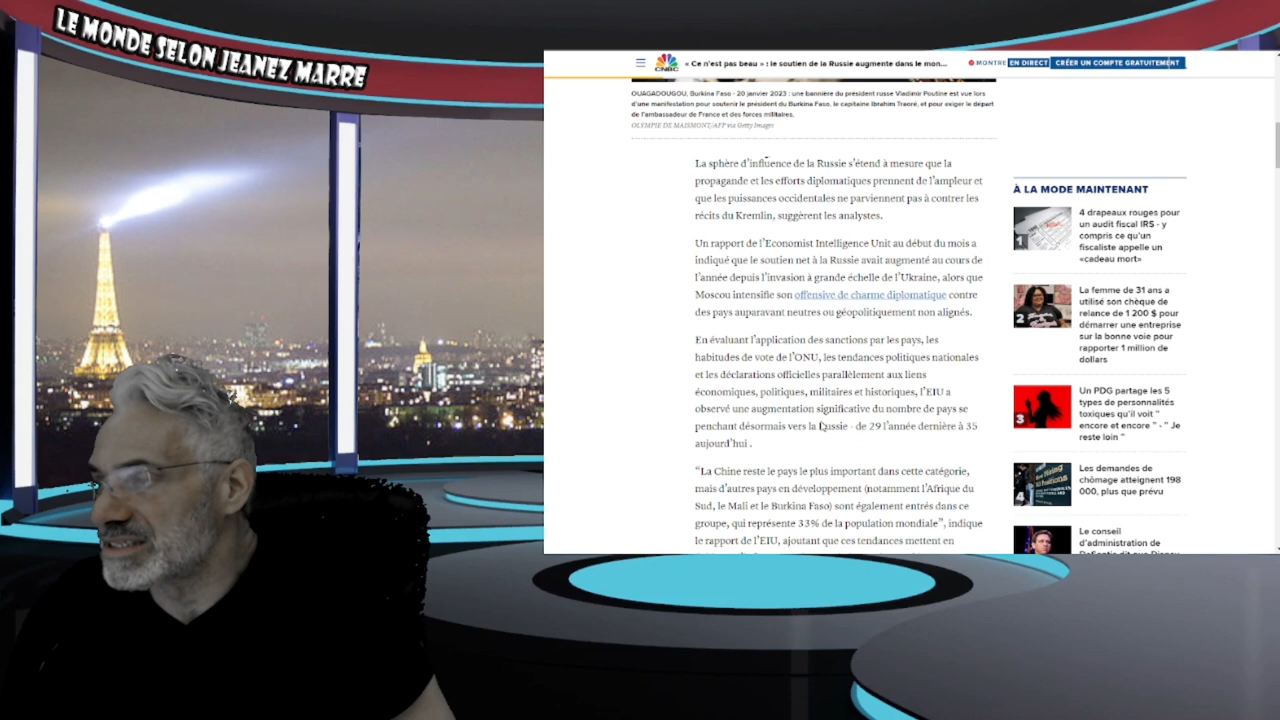 LE MONDE SELON JEANEZ MARRE
CNBC
« Ce n'est pas beau » : le soutien de la Russie augmente dans le mon...
MONTRE EN DIRECT CRÉER UN COMPTE GRATUITEMENT
OUAGADOUGOU, Burkina Faso - 20 janvier 2023 : une bannière du président russe Vladimir Poutine est vue lors
d'une manifestation pour soutenir le président du Burkina Faso, le capitaine Ibrahim Traoré, et pour exiger le départ
de l'ambassadeur de France et des forces militaires.
OLYMPIE DE MAISMONT/AFP via Getty Images
La sphère d'influence de la Russie s'étend à mesure que la
propagande et les efforts diplomatiques prennent de l'ampleur et
que les puissances occidentales ne parviennent pas à contrer les
récits du Kremlin, suggèrent les analystes.
Un rapport de l'Economist Intelligence Unit au début du mois a
indiqué que le soutien net à la Russie avait augmenté au cours de
l'année depuis l'invasion à grande échelle de l'Ukraine, alors que
Moscou intensifie son offensive de charme diplomatique contre
des pays auparavant neutres ou géopolitiquement non alignés.
En évaluant l'application des sanctions par les pays, les
habitudes de vote de l'ONU, les tendances politiques nationales
et les déclarations officielles parallèlement aux liens
économiques, politiques, militaires et historiques, l'EIU a
observé une augmentation significative du nombre de pays se
penchant désormais vers la Russie - de 29 l'année dernière à 35
aujourd'hui .
“La Chine reste le pays le plus important dans cette catégorie,
mais d'autres pays en développement (notamment l'Afrique du
Sud, le Mali et le Burkina Faso) sont également entrés dans ce
groupe, qui représente 33% de la population mondiale”, indique
le rapport de l'EIU, ajoutant que ces tendances mettent en
À LA MODE MAINTENANT
1
4 drapeaux rouges pour
un audit fiscal IRS - y
compris ce qu'un
fiscaliste appelle un
«cadeau mort»
2
La femme de 31 ans a
utilisé son chèque de
relance de 1 200 $ pour
démarrer une entreprise
sur la bonne voie pour
rapporter 1 million de
dollars
3
Un PDG partage les 5
types de personnalités
toxiques qu'il voit "
encore et encore " - " Je
reste loin "
4
Les demandes de
chômage atteignent 198
000, plus que prévu
Le conseil
d'administration de
DeSantis dit que Disney